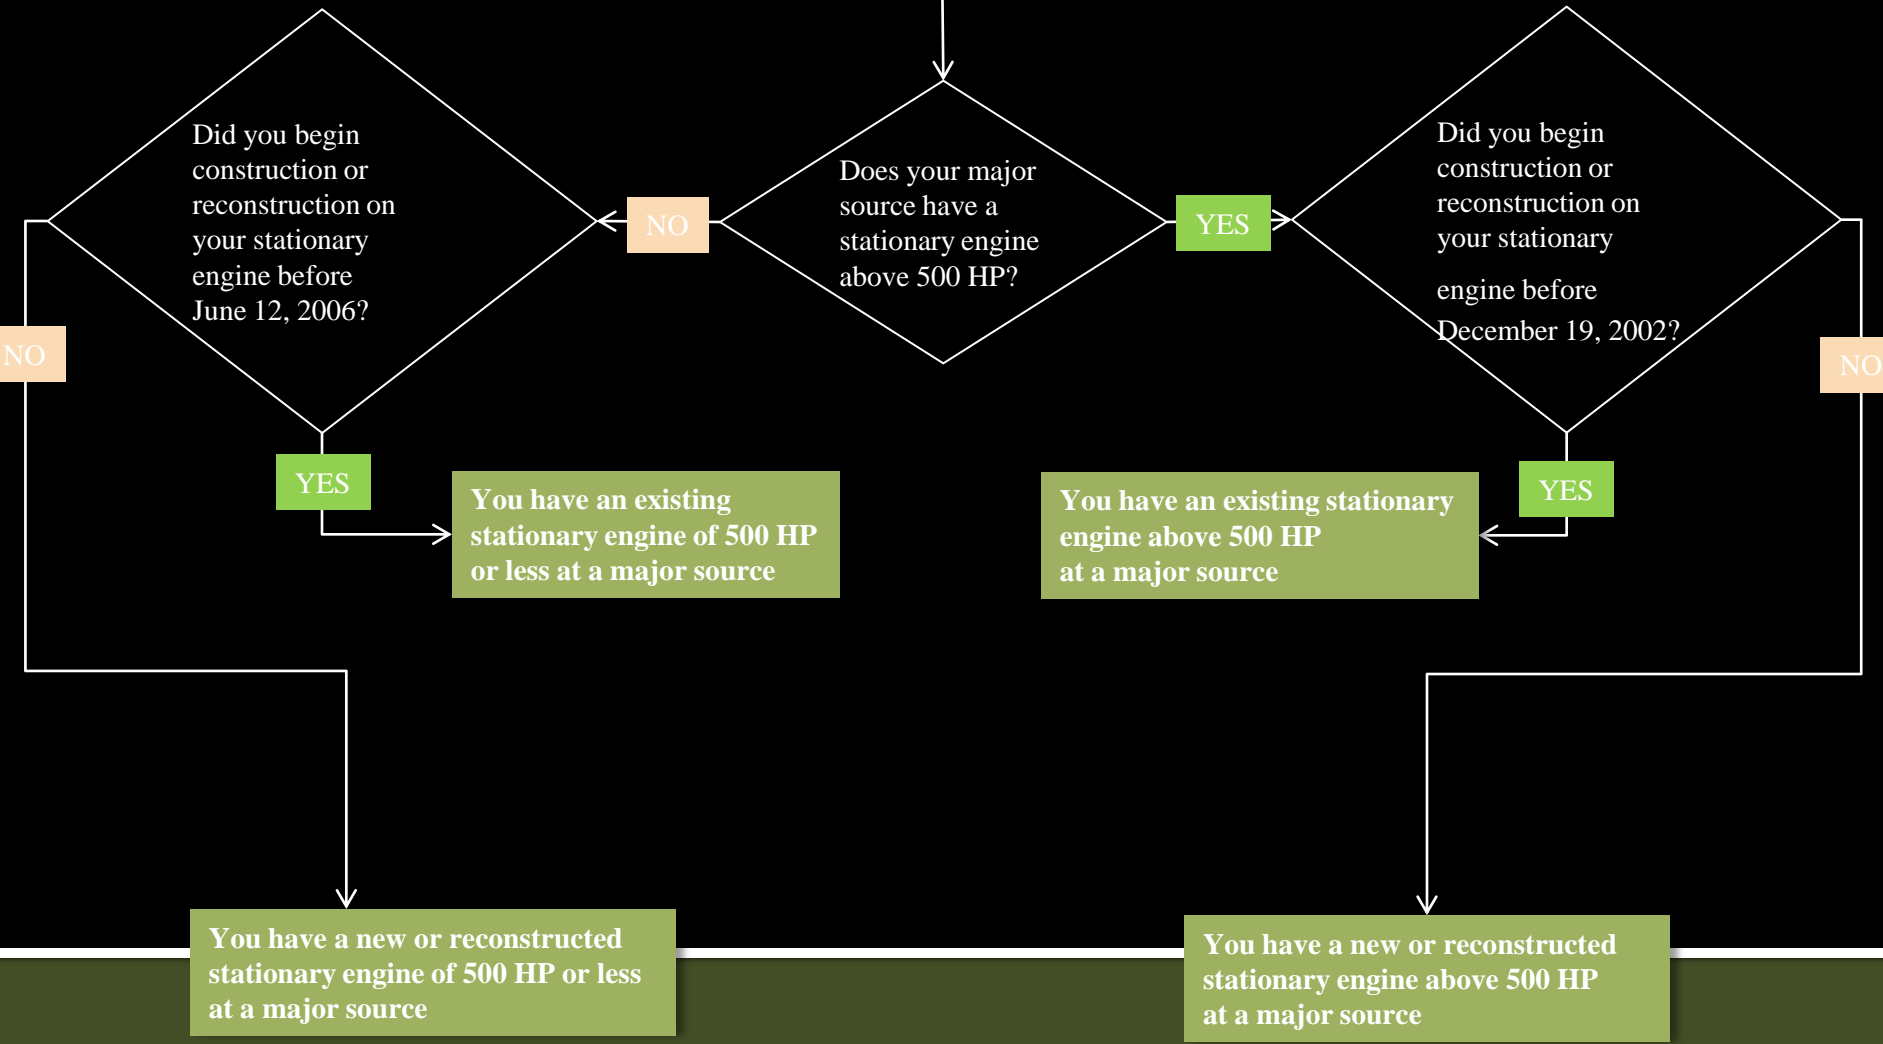 Did you begin
construction or
reconstruction on
your stationary
engine before
June 12, 2006?
NO
Does your major
source have a
stationary engine
above 500 HP?
YES
Did you begin
construction or
reconstruction on
your stationary
engine before
December 19, 2002?
NO
NO
YES
You have an existing
stationary engine of 500 HP
or less at a major source
You have an existing stationary
engine above 500 HP
at a major source
YES
You have a new or reconstructed
stationary engine of 500 HP or less
at a major source
You have a new or reconstructed
stationary engine above 500 HP
at a major source